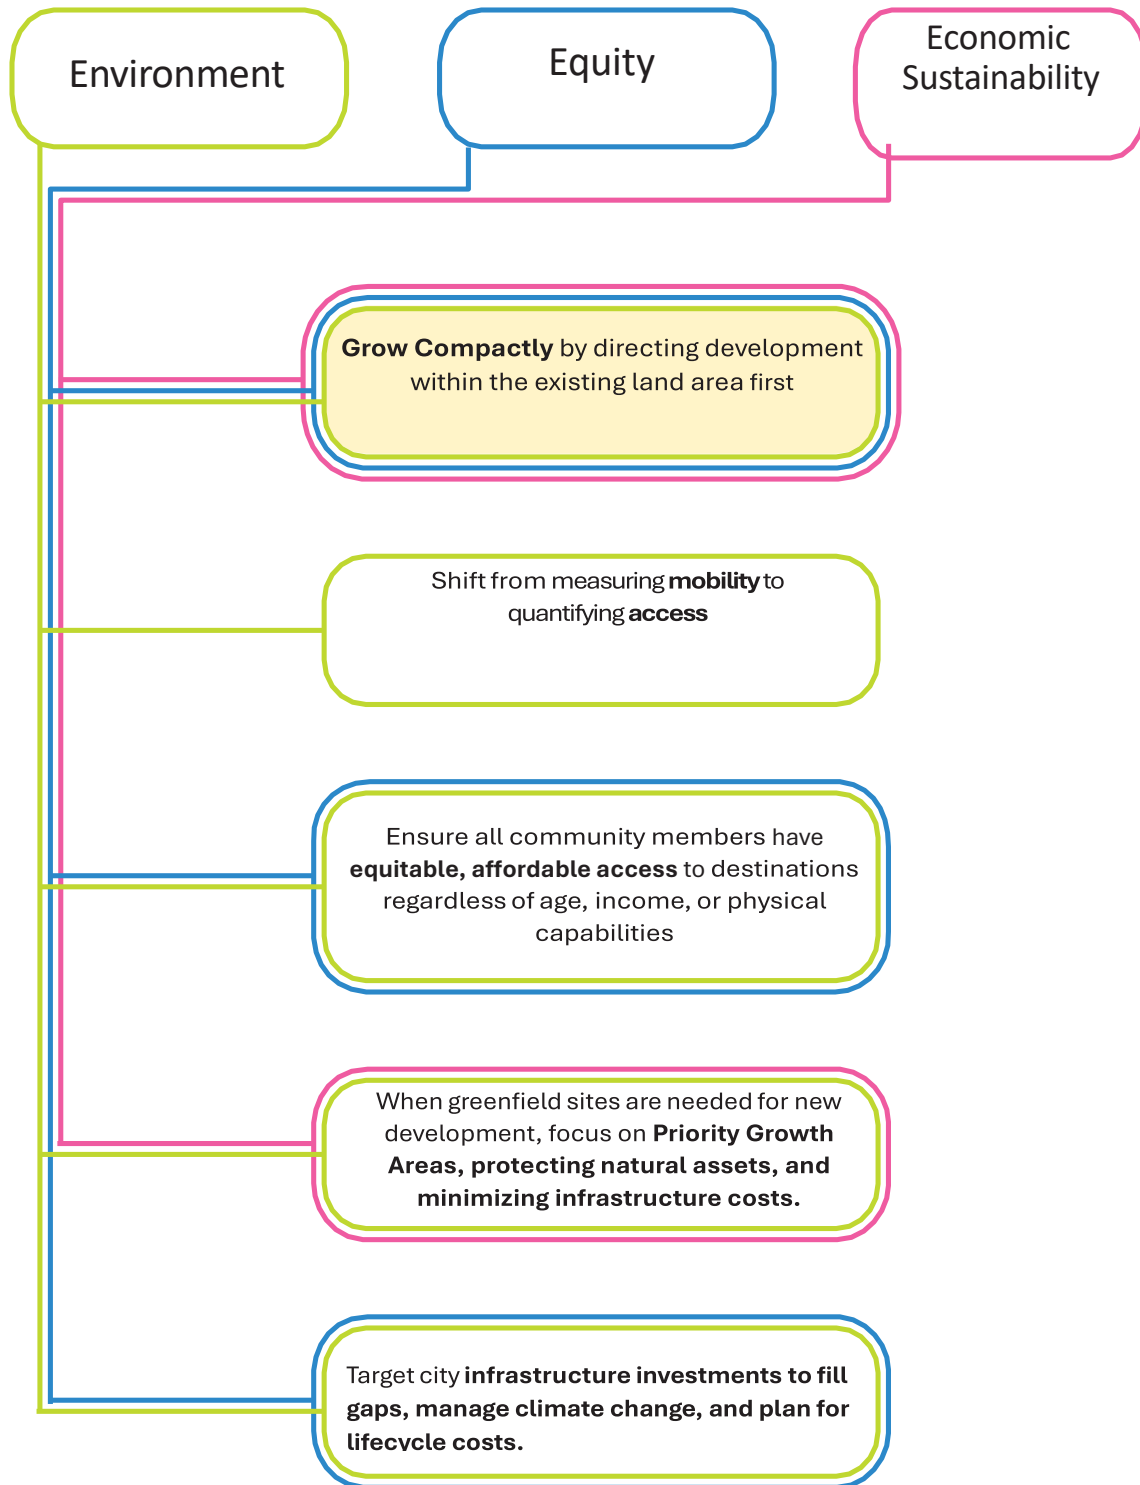 Environment
Equity
Economic
Sustainability
Grow Compactly by directing development
within the existing land area first
Shift from measuring mobility to
quantifying access
Ensure all community members have
equitable, affordable access to destinations
regardless of age, income, or physical
capabilities
When greenfield sites are needed for new
development, focus on Priority Growth
Areas, protecting natural assets, and
minimizing infrastructure costs.
Target city infrastructure investments to fill
gaps, manage climate change, and plan for
lifecycle costs.